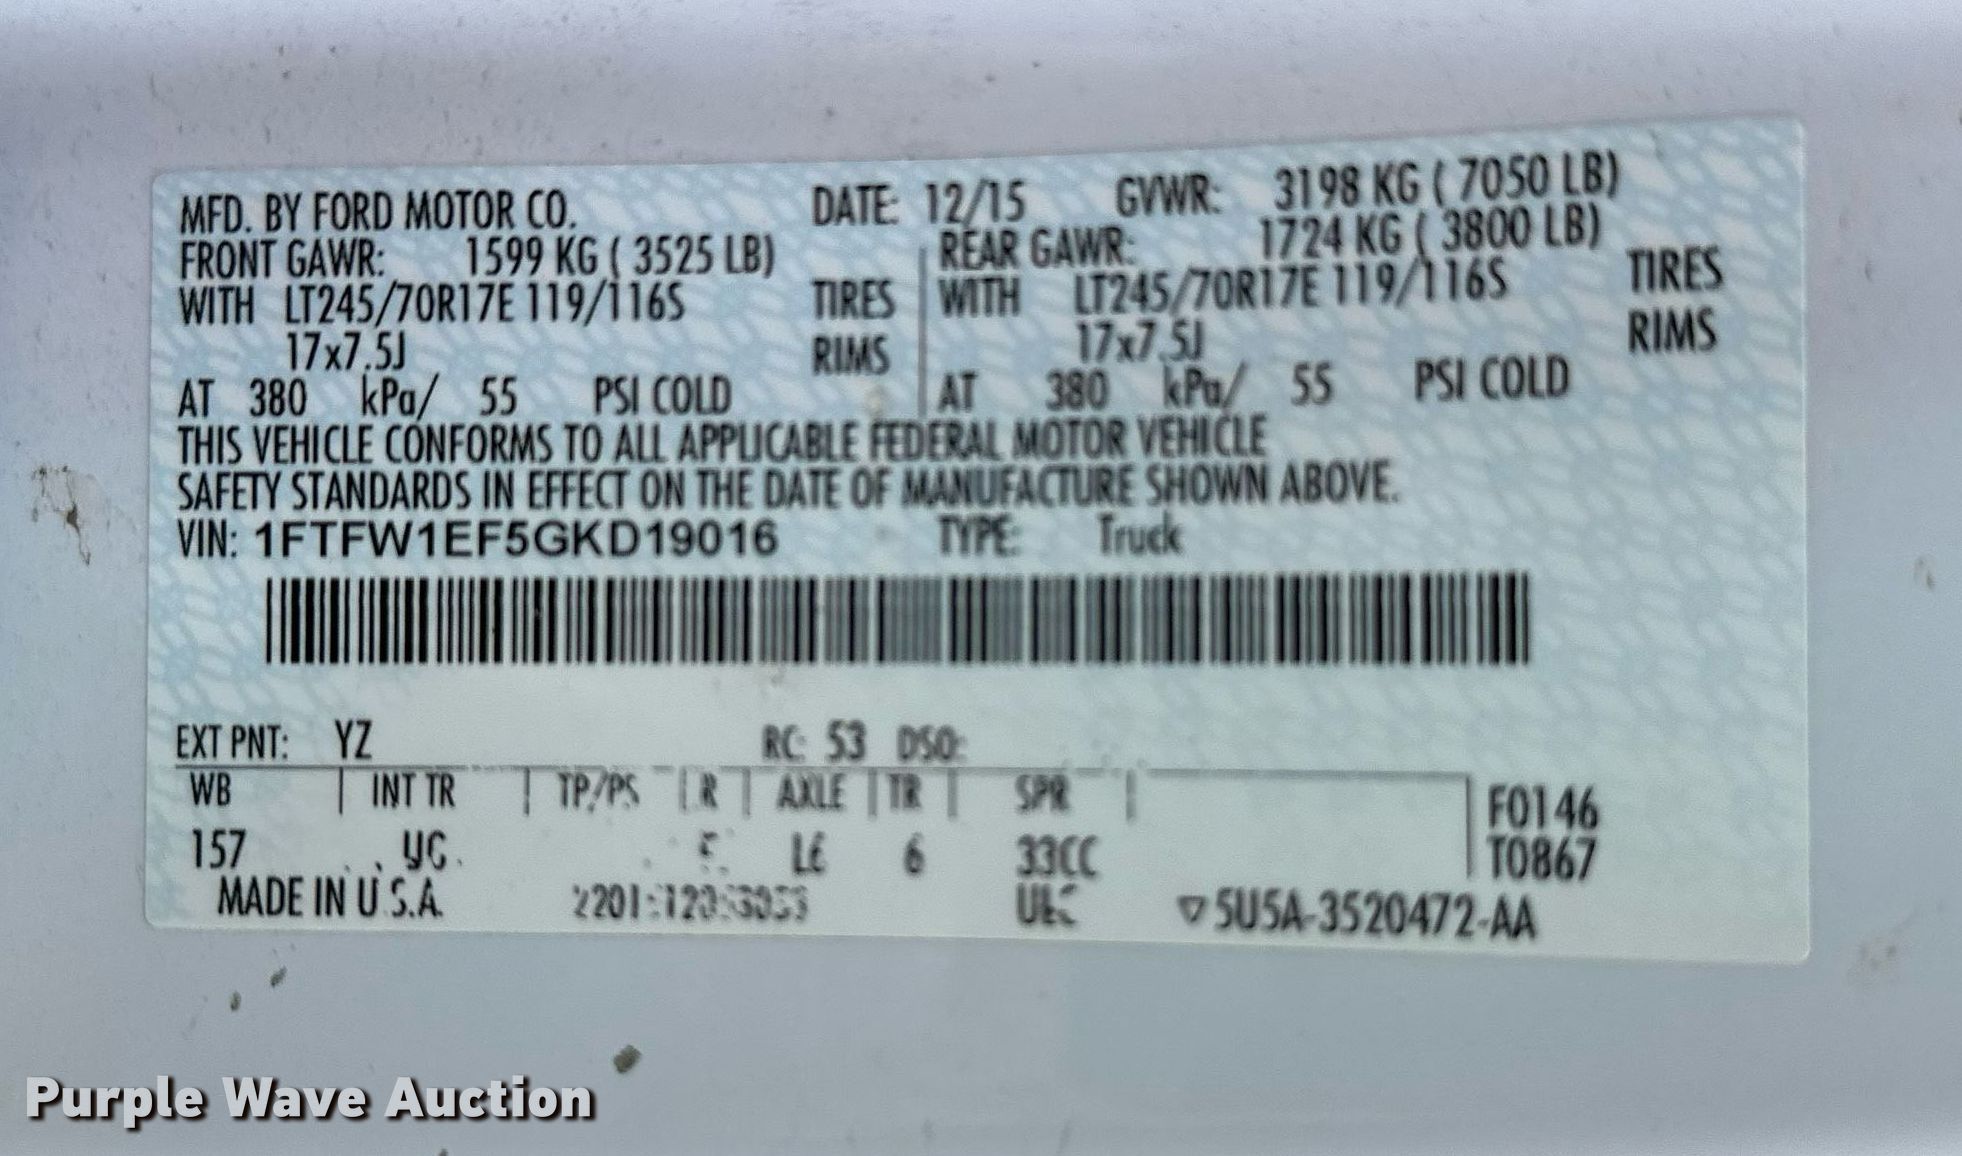 MFD. BY FORD MOTOR CO. DATE: 12/15 GVWR: 3198 KG ( 7050 LB)
FRONT GAWR: 1599 KG ( 3525 LB) REAR GAWR: 1724 KG ( 3800 LB)
WITH LT245/70R17E 119/116S TIRES WITH LT245/70R17E 119/116S TIRES
17x7.5J RIMS 17x7.5J RIMS
AT 380 kPa/ 55 PSI COLD AT 380 kPa/ 55 PSI COLD
THIS VEHICLE CONFORMS TO ALL APPLICABLE FEDERAL MOTOR VEHICLE
SAFETY STANDARDS IN EFFECT ON THE DATE OF MANUFACTURE SHOWN ABOVE.
VIN: 1FTFW1EF5GKD19016 TYPE: Truck
EXT PNT: YZ RC: 53 DSO:
WB INT TR TP/PS R AXLE TR SPR F0146
157 UG L6 6 33CC T0867
MADE IN U.S.A. 5U5A-3520472-AA
Purple Wave Auction